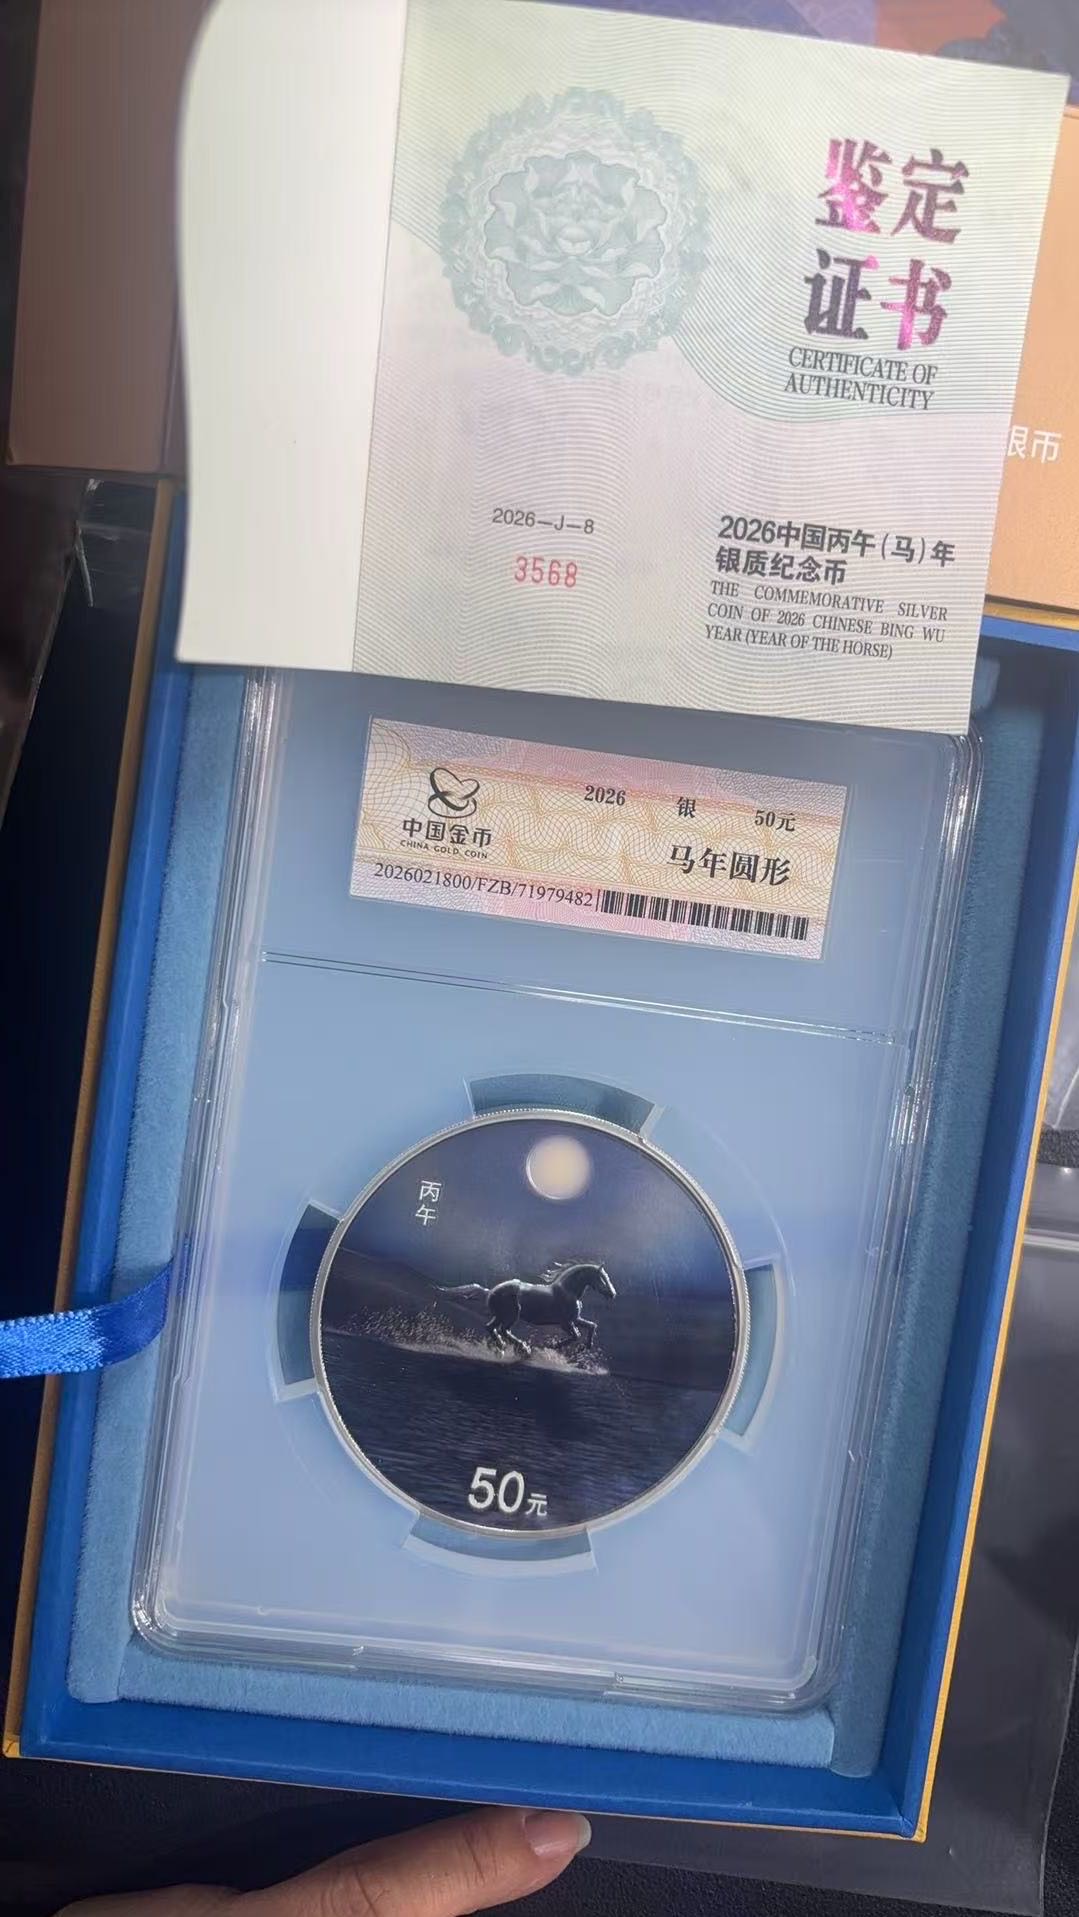 鉴定
证书
CERTIFICATE OF
AUTHENTICITY
银币
2026-J-8
3568
2026中国丙午(马)年
银质纪念币
THE COMMEMORATIVE SILVER
COIN OF 2026 CHINESE BING WU
YEAR (YEAR OF THE HORSE)
中国金币
CHINA GOLD COIN
2026 银 50元
马年圆形
2026021800/FZB/71979482
丙
午
50元